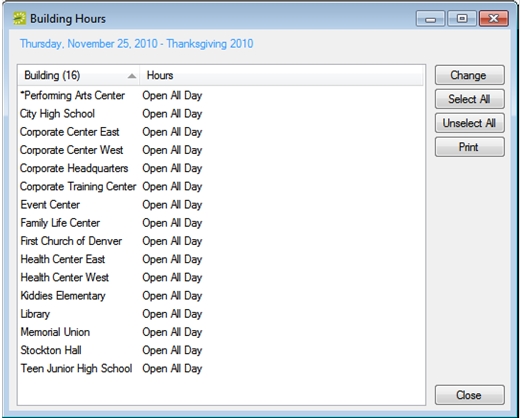 Building Hours
Thursday, November 25, 2010 - Thanksgiving 2010
Building (16) Hours
*Performing Arts Center Open All Day
City High School Open All Day
Corporate Center East Open All Day
Corporate Center West Open All Day
Corporate Headquarters Open All Day
Corporate Training Center Open All Day
Event Center Open All Day
Family Life Center Open All Day
First Church of Denver Open All Day
Health Center East Open All Day
Health Center West Open All Day
Kiddies Elementary Open All Day
Library Open All Day
Memorial Union Open All Day
Stockton Hall Open All Day
Teen Junior High School Open All Day
Change
Select All
Unselect All
Print
Close